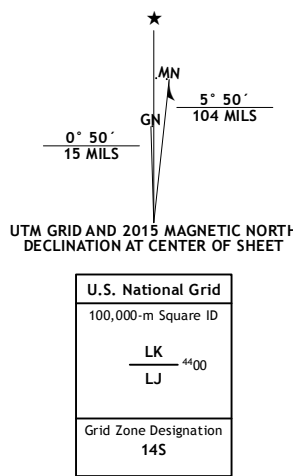 ★
MN
GN
5° 50´
104 MILS
0° 50´
15 MILS
UTM GRID AND 2015 MAGNETIC NORTH
DECLINATION AT CENTER OF SHEET
U.S. National Grid
100,000-m Square ID
LK
4400
LJ
Grid Zone Designation
14S